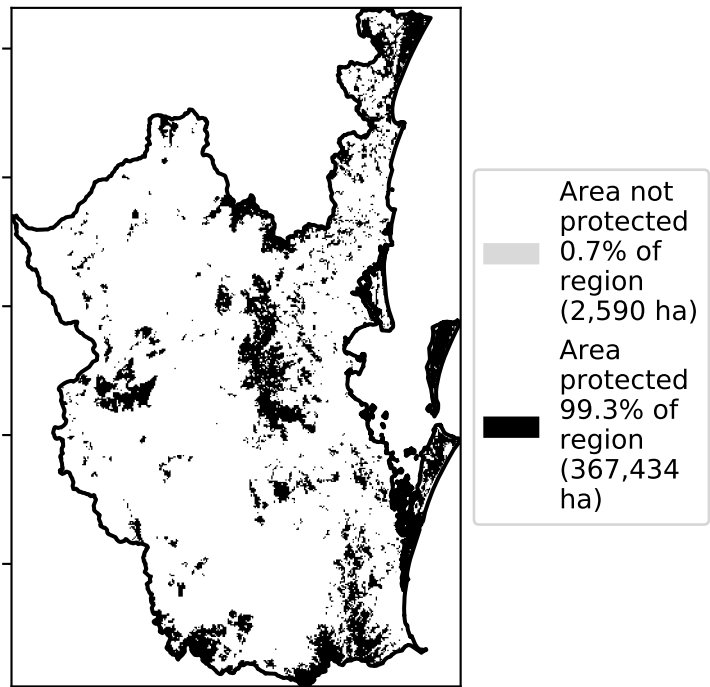 Area not
protected
0.7% of
region
(2,590 ha)
Area
protected
99.3% of
region
(367,434
ha)